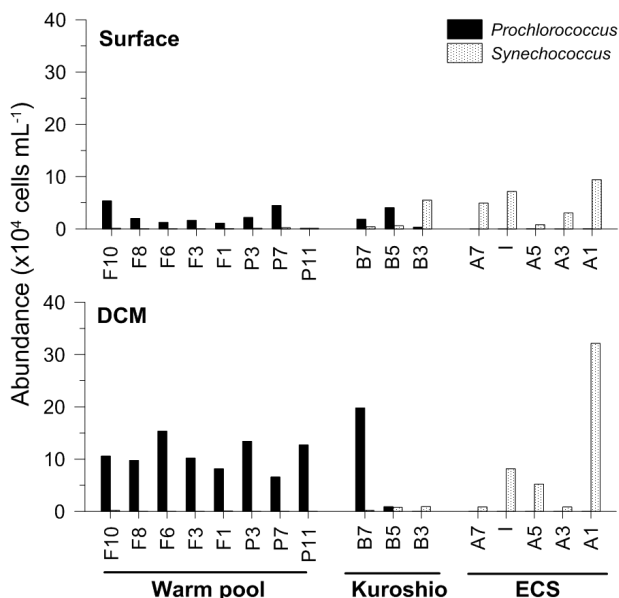 Abundance (x10⁴ cells mL⁻¹)
Surface
Prochlorococcus
Synechococcus
40
30
20
10
0
F10 F8 F6 F3 F1 P3 P7 P11 B7 B5 B3 A7 I A5 A3 A1
DCM
40
30
20
10
0
F10 F8 F6 F3 F1 P3 P7 P11 B7 B5 B3 A7 I A5 A3 A1
Warm pool Kuroshio ECS